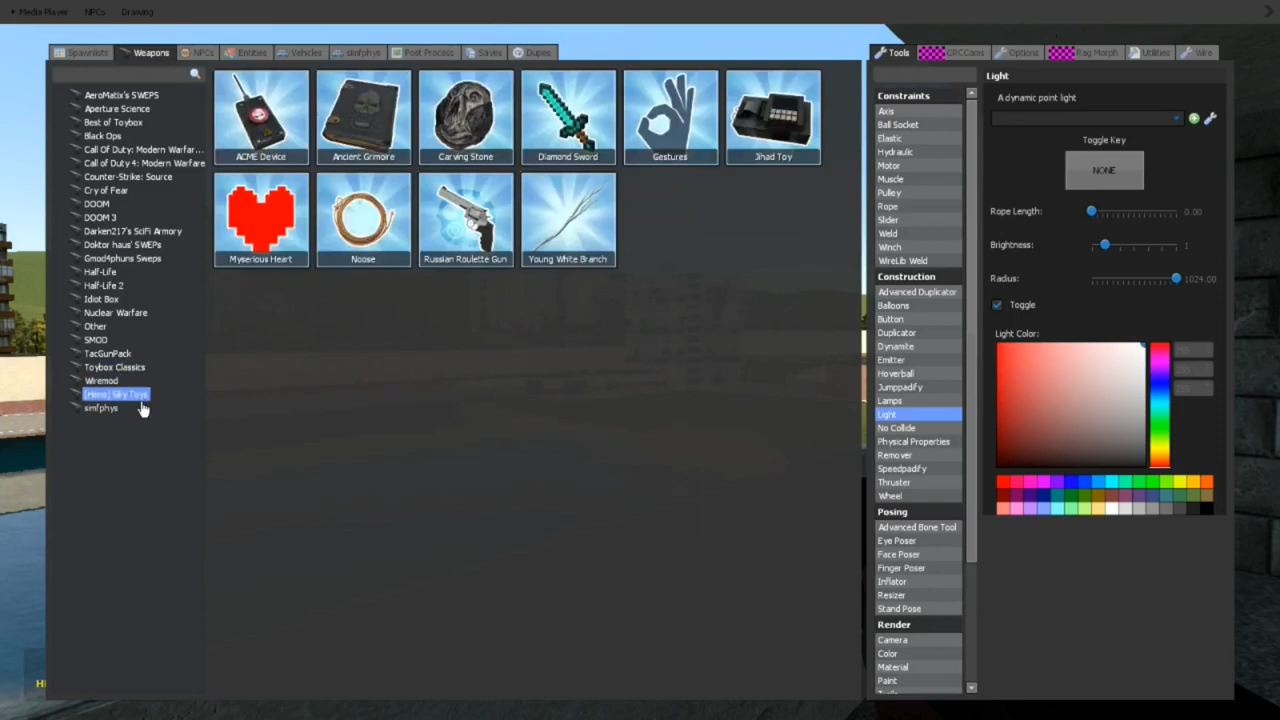 • Media Player NPCs Drawing
Spawnlists Weapons NPCs Entities Vehicles simfphys Post Process Saves Dupes
Tools CRCCams Options Rag Morph Utilities Wire
AeroMatix's SWEPS
Aperture Science
Best of Toybox
Black Ops
Call Of Duty: Modern Warfar...
Call of Duty 4: Modern Warfare
Counter-Strike: Source
Cry of Fear
DOOM
DOOM 3
Darken217's SciFi Armory
Doktor haus' SWEPs
Gmod4phuns Sweps
Half-Life
Half-Life 2
Idiot Box
Nuclear Warfare
Other
SMOD
TacGunPack
Toybox Classics
Wiremod
simfphys
ACME Device
Ancient Grimoire
Carving Stone
Diamond Sword
Gestures
Jihad Toy
Myserious Heart
Noose
Russian Roulette Gun
Young White Branch
Constraints
Axis
Ball Socket
Elastic
Hydraulic
Motor
Muscle
Pulley
Rope
Slider
Weld
Winch
WireLib Weld
Construction
Advanced Duplicator
Balloons
Button
Duplicator
Dynamite
Emitter
Hoverball
Jumppadify
Lamps
Light
No Collide
Physical Properties
Remover
Speedpadify
Thruster
Wheel
Posing
Advanced Bone Tool
Eye Poser
Face Poser
Finger Poser
Inflator
Resizer
Stand Pose
Render
Camera
Color
Material
Paint
Light
A dynamic point light
Toggle Key
NONE
Rope Length: 0.00
Brightness: 1
Radius: 1024.00
Toggle
Light Color: